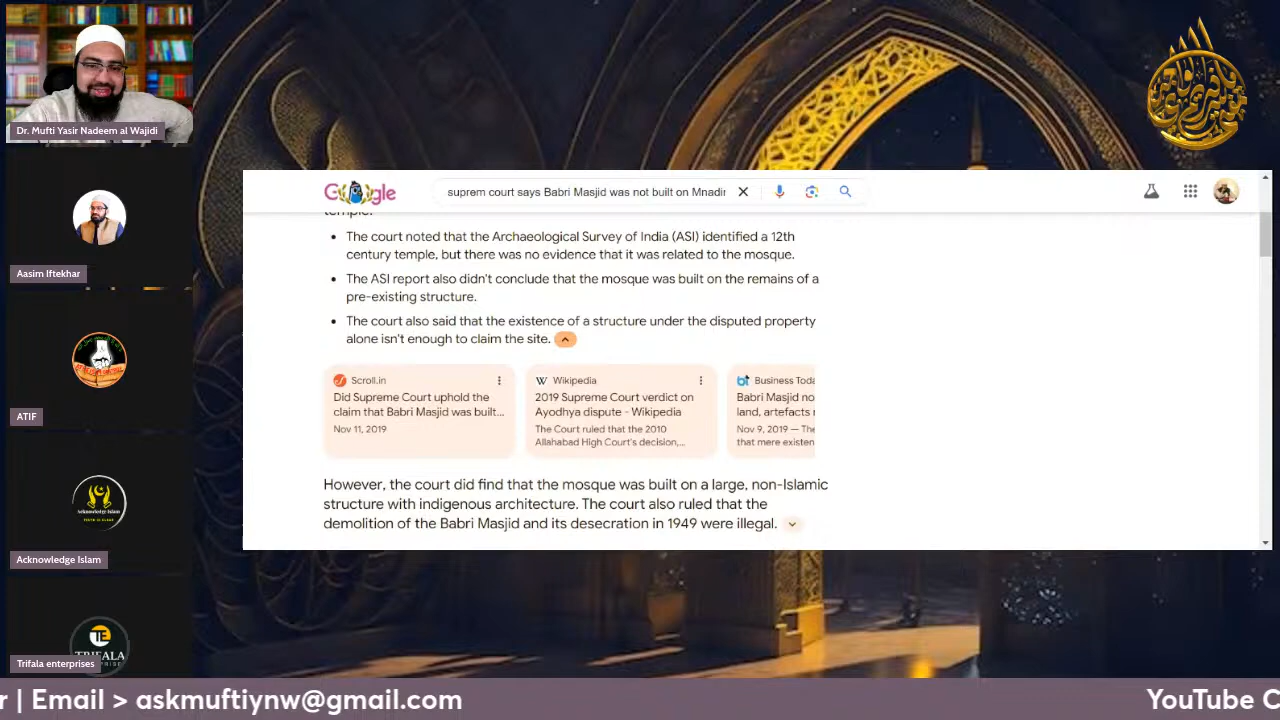 Dr. Mufti Yasir Nadeem al Wajidi
Aasim Iftekhar
ATIF
Acknowledge Islam
Acknowledge Islam
TE
Trifala enterprises
Google
suprem court says Babri Masjid was not built on Mnadir
temple.
• The court noted that the Archaeological Survey of India (ASI) identified a 12th
century temple, but there was no evidence that it was related to the mosque.
• The ASI report also didn't conclude that the mosque was built on the remains of a
pre-existing structure.
• The court also said that the existence of a structure under the disputed property
alone isn't enough to claim the site.
Scroll.in
Did Supreme Court uphold the
claim that Babri Masjid was built...
Nov 11, 2019
W Wikipedia
2019 Supreme Court verdict on
Ayodhya dispute - Wikipedia
The Court ruled that the 2010
Allahabad High Court's decision,...
bt Business Toda
Babri Masjid no
land, artefacts
Nov 9, 2019 — The
that mere existen
However, the court did find that the mosque was built on a large, non-Islamic
structure with indigenous architecture. The court also ruled that the
demolition of the Babri Masjid and its desecration in 1949 were illegal.
r | Email > askmuftiynw@gmail.com
YouTube C